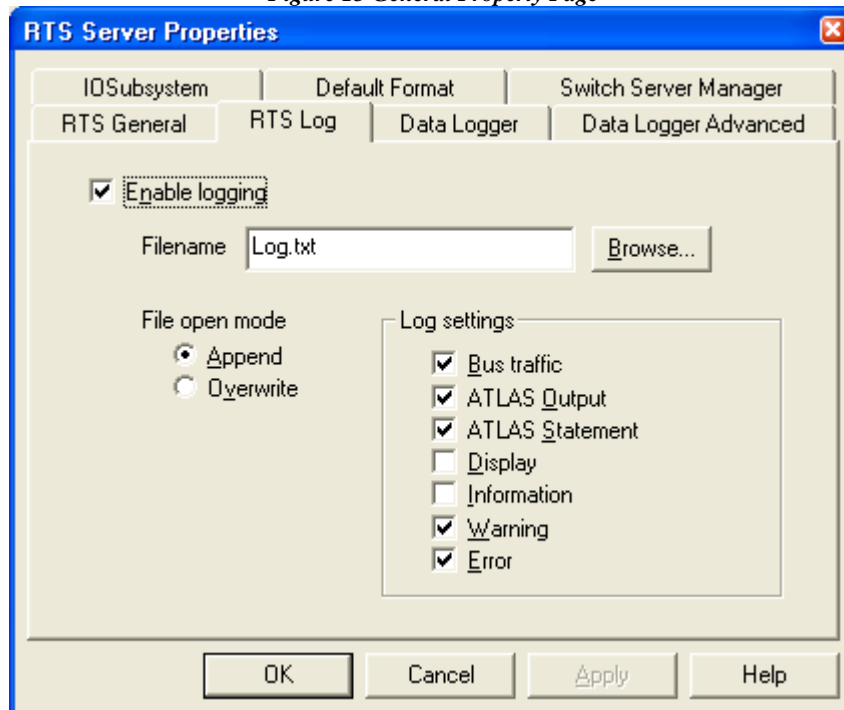 Figure 15 General Property Page
RTS Server Properties
IOSubsystem
Default Format
Switch Server Manager
RTS General
RTS Log
Data Logger
Data Logger Advanced
Enable logging
Filename
Log.txt
Browse...
File open mode
Append
Overwrite
Log settings
Bus traffic
ATLAS Output
ATLAS Statement
Display
Information
Warning
Error
OK
Cancel
Apply
Help